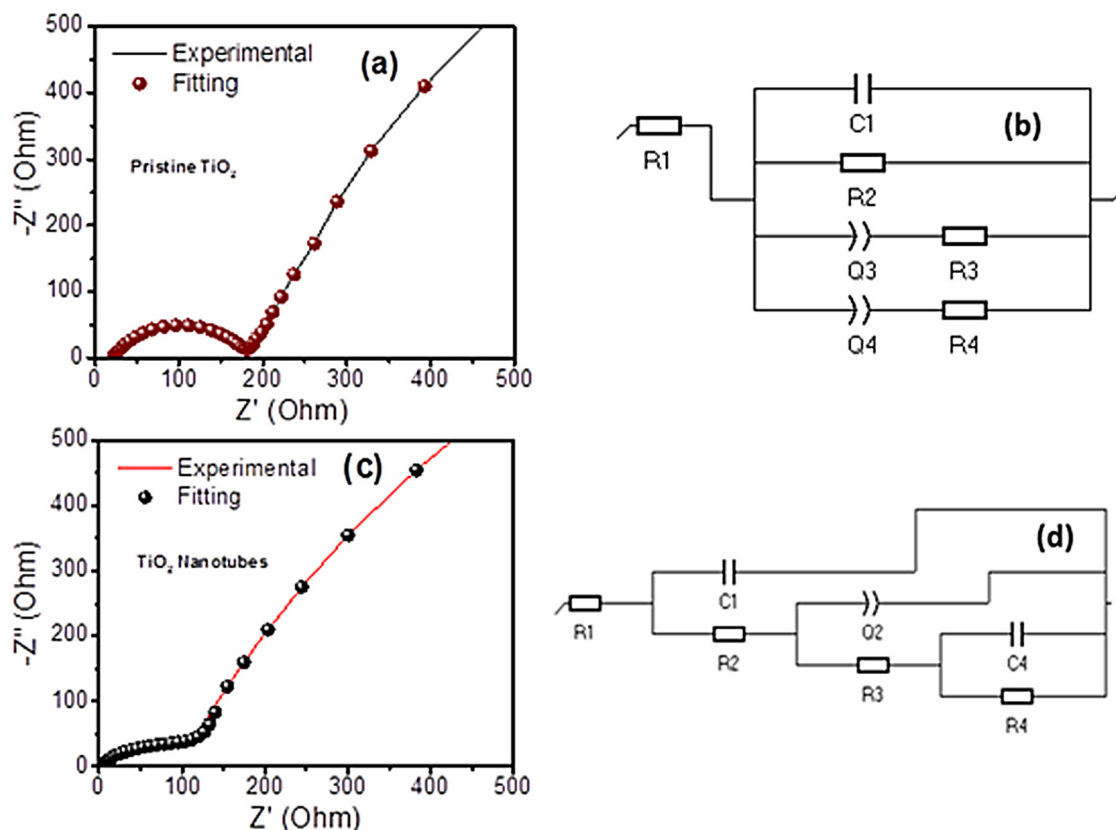 500
400
300
200
100
0
-Z" (Ohm)
Experimental
Fitting
(a)
Pristine TiO2
0 100 200 300 400 500
Z' (Ohm)
R1
C1
(b)
R2
Q3 R3
Q4 R4
500
400
300
200
100
0
-Z" (Ohm)
Experimental
Fitting
(C)
TiO2 Nanotubes
0 100 200 300 400 500
Z' (Ohm)
(d)
C1
R1
Q2
R2
C4
R3
R4